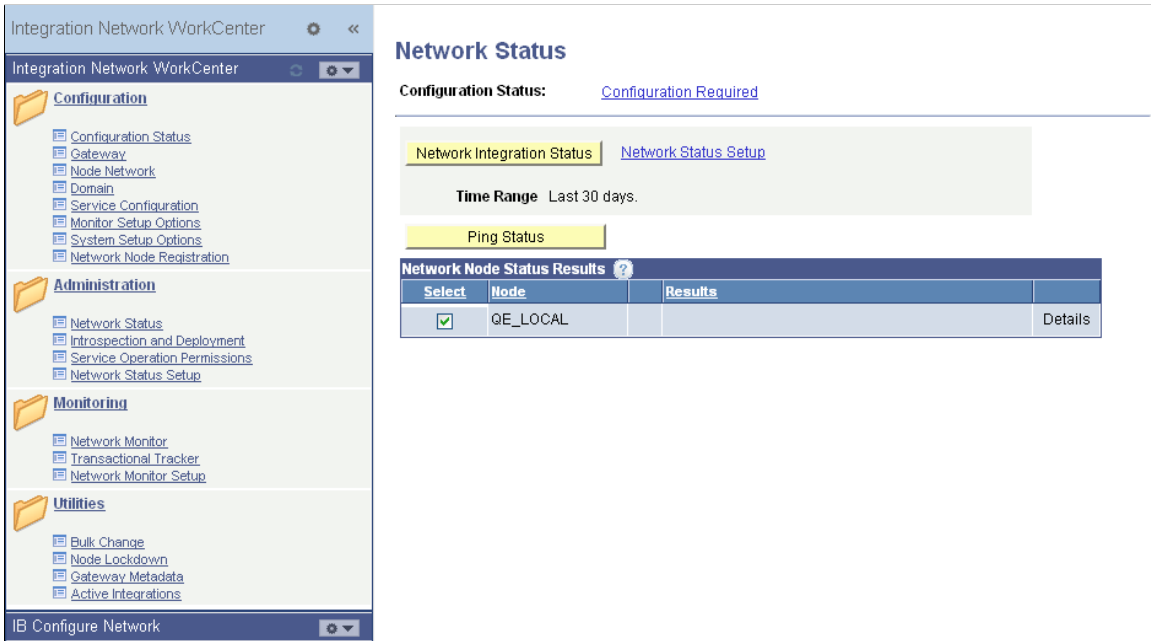 Integration Network WorkCenter
Integration Network WorkCenter
Configuration
Configuration Status
Gateway
Node Network
Domain
Service Configuration
Monitor Setup Options
System Setup Options
Network Node Registration
Administration
Network Status
Introspection and Deployment
Service Operation Permissions
Network Status Setup
Monitoring
Network Monitor
Transactional Tracker
Network Monitor Setup
Utilities
Bulk Change
Node Lockdown
Gateway Metadata
Active Integrations
IB Configure Network
Network Status
Configuration Status: Configuration Required
Network Integration Status Network Status Setup
Time Range Last 30 days.
Ping Status
Network Node Status Results ?
Select Node Results
QE_LOCAL Details